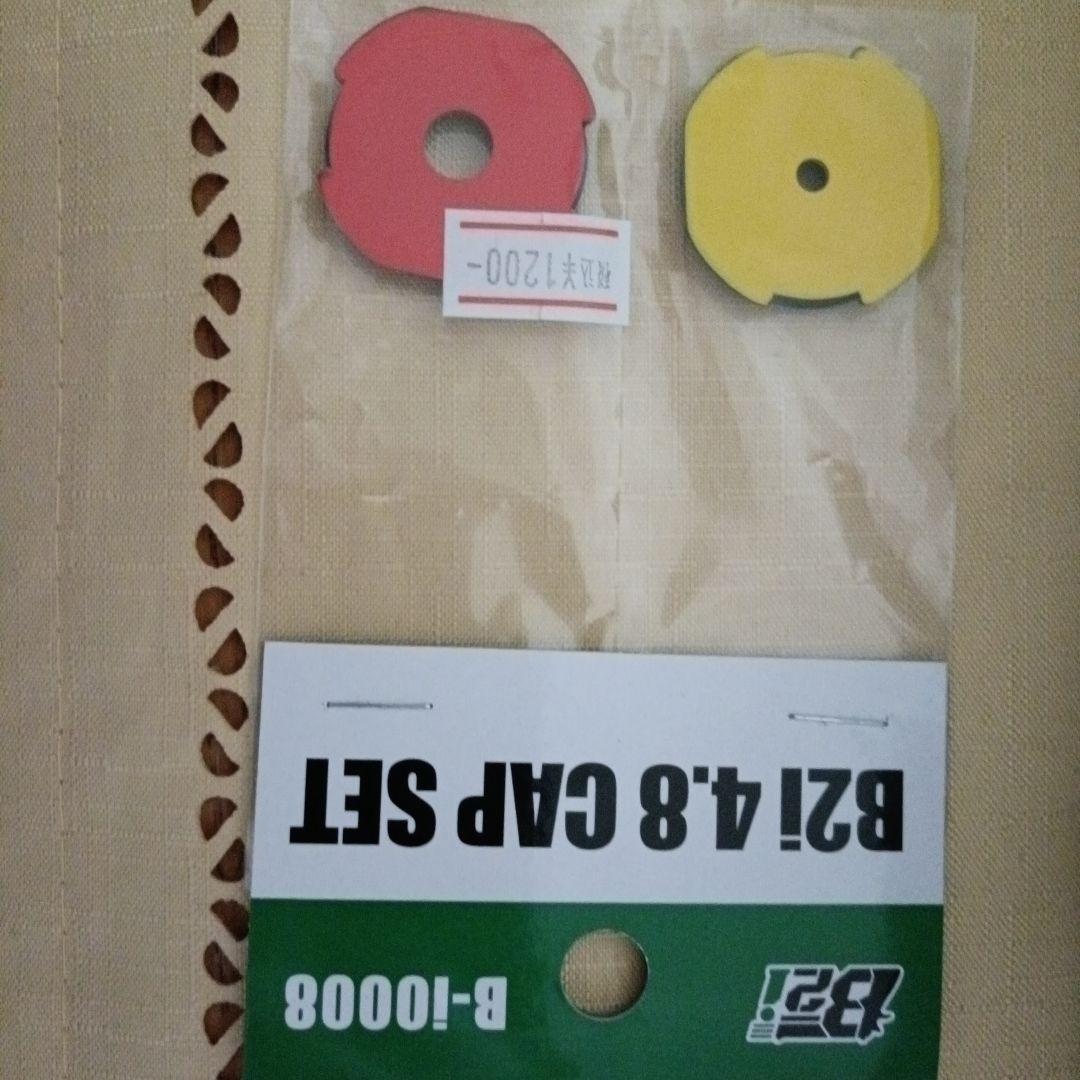 B2i
B-i0008
B2i 4.8 CAP SET
税込¥1200-